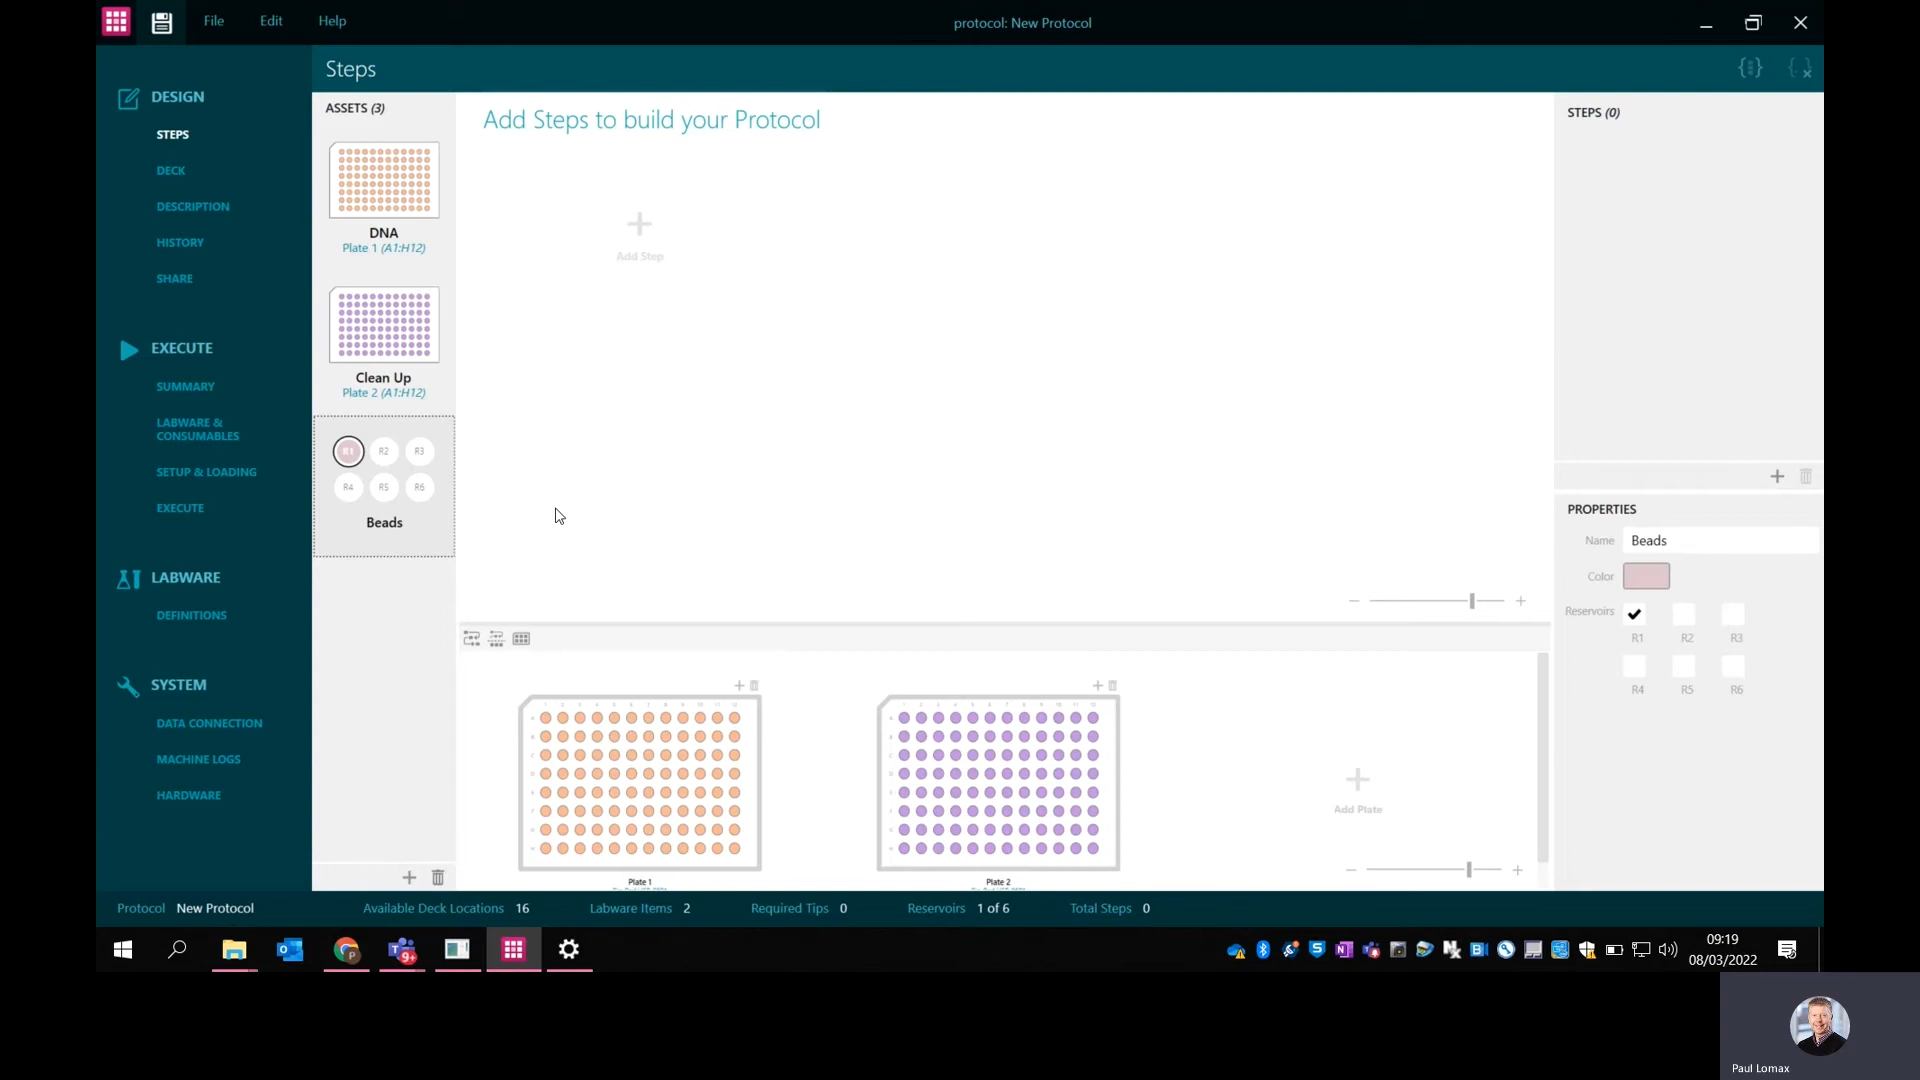 File Edit Help
protocol: New Protocol
Steps
DESIGN
STEPS
DECK
DESCRIPTION
HISTORY
SHARE
EXECUTE
SUMMARY
LABWARE &
CONSUMABLES
SETUP & LOADING
EXECUTE
LABWARE
DEFINITIONS
SYSTEM
DATA CONNECTION
MACHINE LOGS
HARDWARE
ASSETS (3)
DNA
Plate 1 (A1:H12)
Clean Up
Plate 2 (A1:H12)
R1 R2 R3
R4 R5 R6
Beads
Add Steps to build your Protocol
Add Step
Plate 1
Plate 2
Add Plate
STEPS (0)
PROPERTIES
Name Beads
Color
Reservoirs
R1 R2 R3
R4 R5 R6
Protocol New Protocol Available Deck Locations 16 Labware Items 2 Required Tips 0 Reservoirs 1 of 6 Total Steps 0
09:19
08/03/2022
Paul Lomax